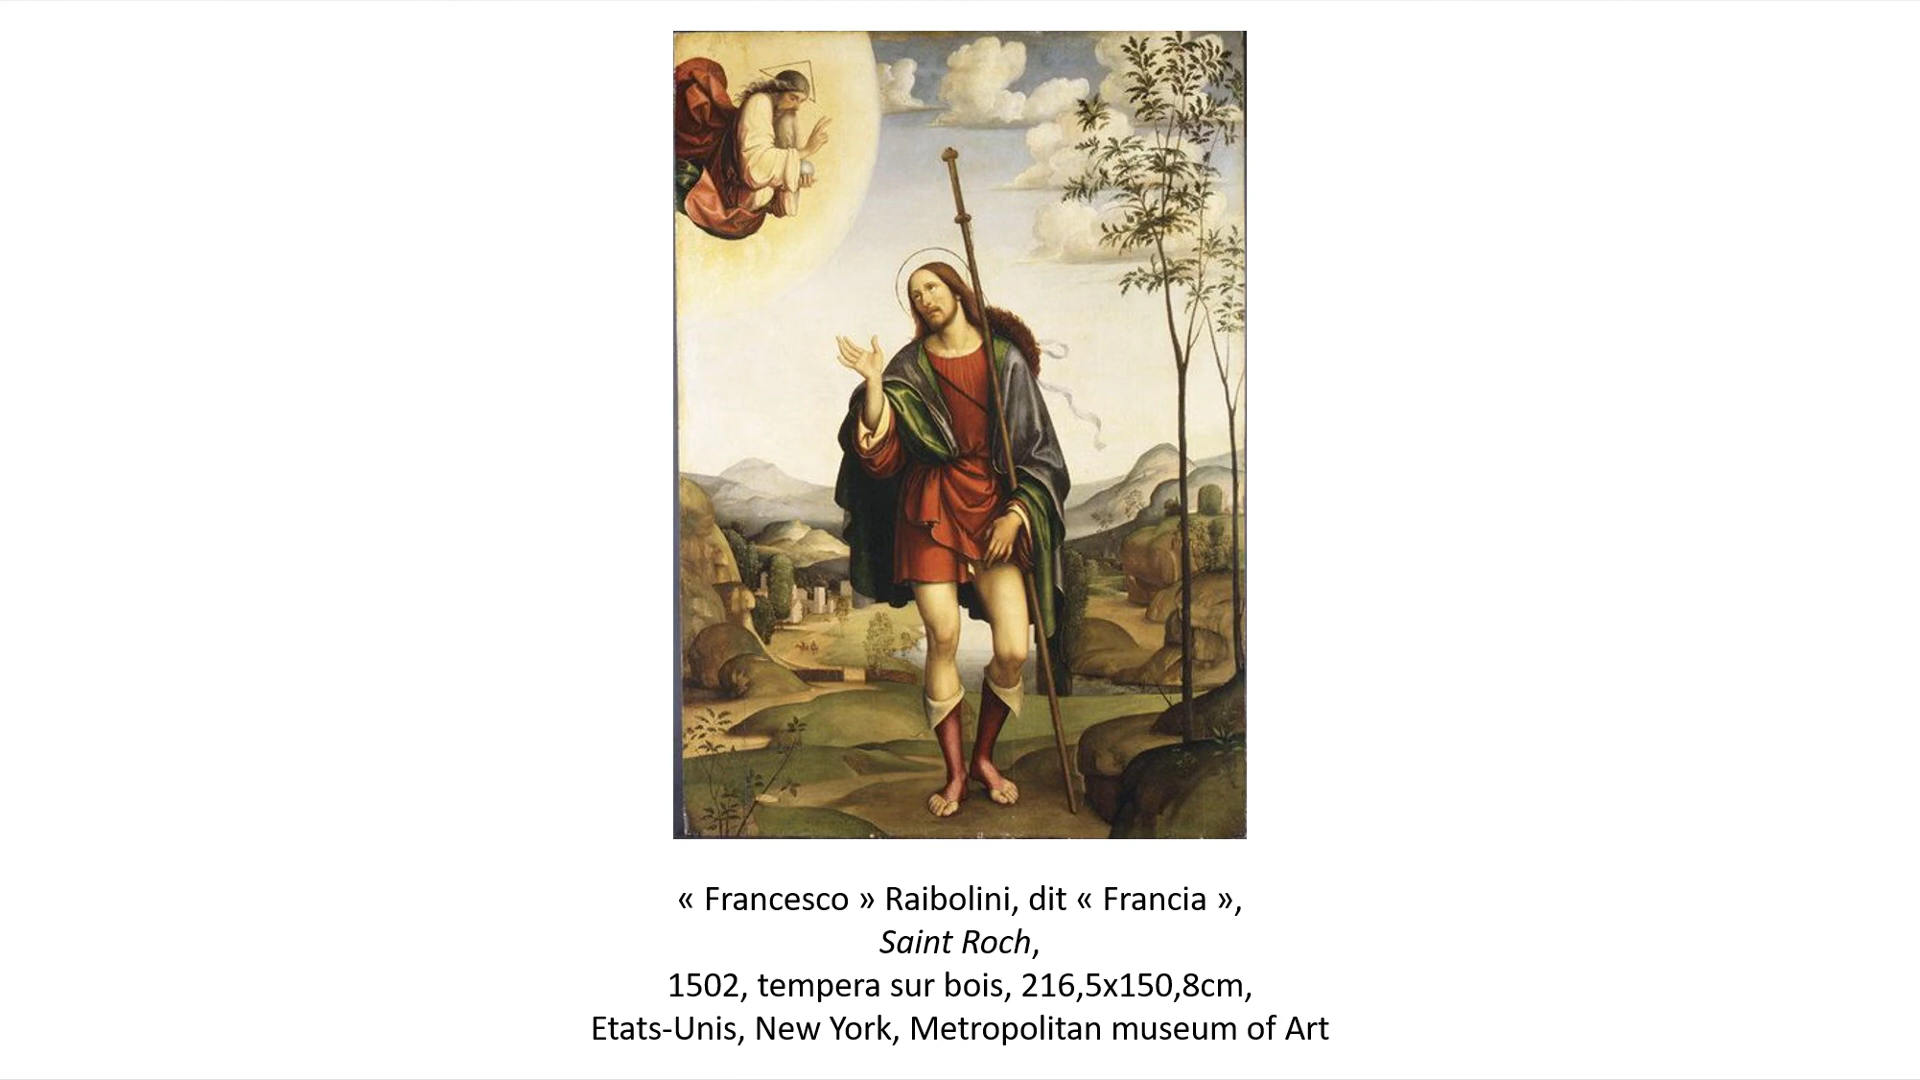 « Francesco » Raibolini, dit « Francia »,
Saint Roch,
1502, tempera sur bois, 216,5x150,8cm,
Etats-Unis, New York, Metropolitan museum of Art